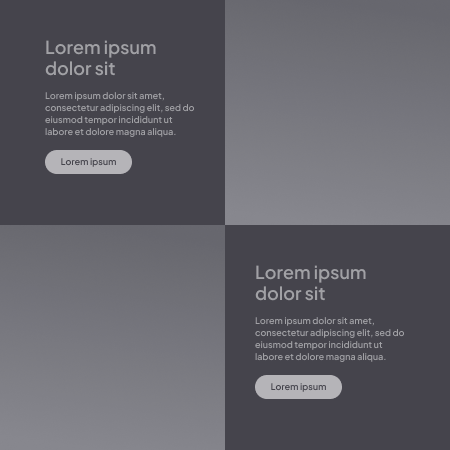 Lorem ipsum
dolor sit
Lorem ipsum dolor sit amet,
consectetur adipiscing elit, sed do
eiusmod tempor incididunt ut
labore et dolore magna aliqua.
Lorem ipsum
Lorem ipsum
dolor sit
Lorem ipsum dolor sit amet,
consectetur adipiscing elit, sed do
eiusmod tempor incididunt ut
labore et dolore magna aliqua.
Lorem ipsum